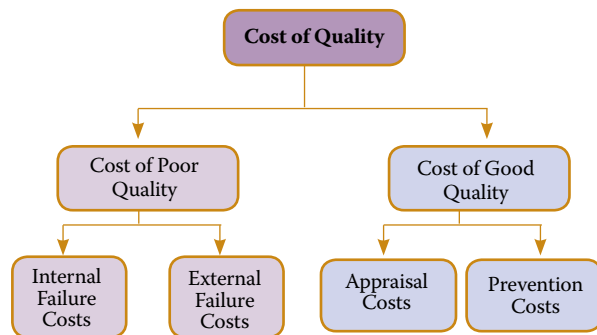 Cost of Quality
Cost of Poor
Quality
Cost of Good
Quality
Internal
Failure
Costs
External
Failure
Costs
Appraisal
Costs
Prevention
Costs